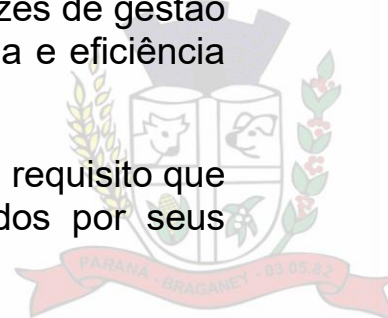 zes de gestão
a e eficiência
requisito que
dos por seus
PARANÁ - BRAGANEY - 03 05.82